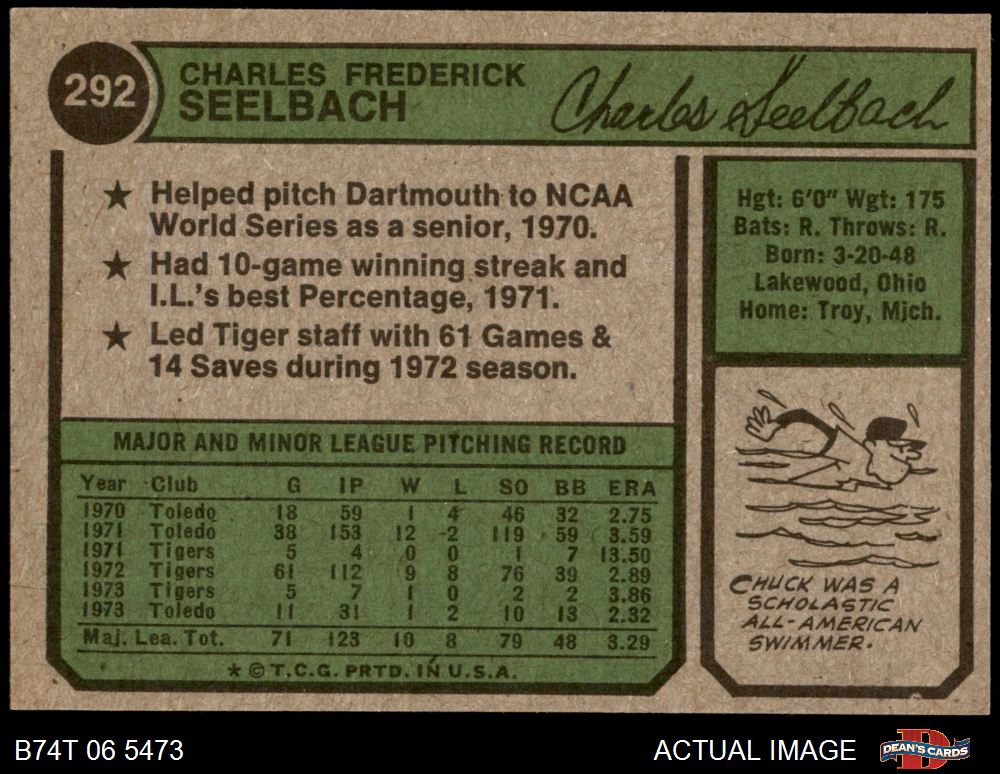 292
CHARLES FREDERICK
SEELBACH
Charles Seelbach
★ Helped pitch Dartmouth to NCAA
World Series as a senior, 1970.
★ Had 10-game winning streak and
I.L.'s best Percentage, 1971.
★ Led Tiger staff with 61 Games &
14 Saves during 1972 season.
Hgt: 6'0" Wgt: 175
Bats: R. Throws: R.
Born: 3-20-48
Lakewood, Ohio
Home: Troy, Mich.
MAJOR AND MINOR LEAGUE PITCHING RECORD
Year Club G IP W L SO BB ERA
1970 Toledo 18 59 1 4 46 32 2.75
1971 Toledo 38 153 12 2 119 59 3.59
1971 Tigers 5 4 0 0 1 7 13.50
1972 Tigers 61 112 9 8 76 39 2.89
1973 Tigers 5 7 1 0 2 2 3.86
1973 Toledo 11 31 1 2 10 13 2.32
Maj. Lea. Tot. 71 123 10 8 79 48 3.29
★ © T.C.G. PRTD. IN U.S.A.
CHUCK WAS A
SCHOLASTIC
ALL-AMERICAN
SWIMMER.
B74T 06 5473
ACTUAL IMAGE
DEAN'S CARDS